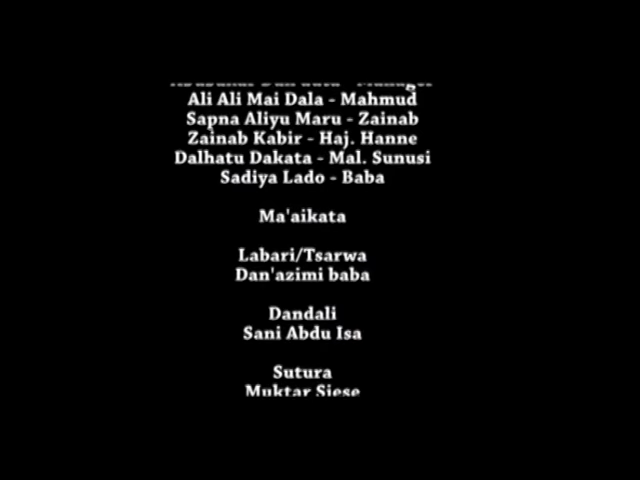 Ali Ali Mai Dala - Mahmud
Sapna Aliyu Maru - Zainab
Zainab Kabir - Haj. Hanne
Dalhatu Dakata - Mal. Sunusi
Sadiya Lado - Baba
Ma'aikata
Labari/Tsarwa
Dan'azimi baba
Dandali
Sani Abdu Isa
Sutura
Muktar